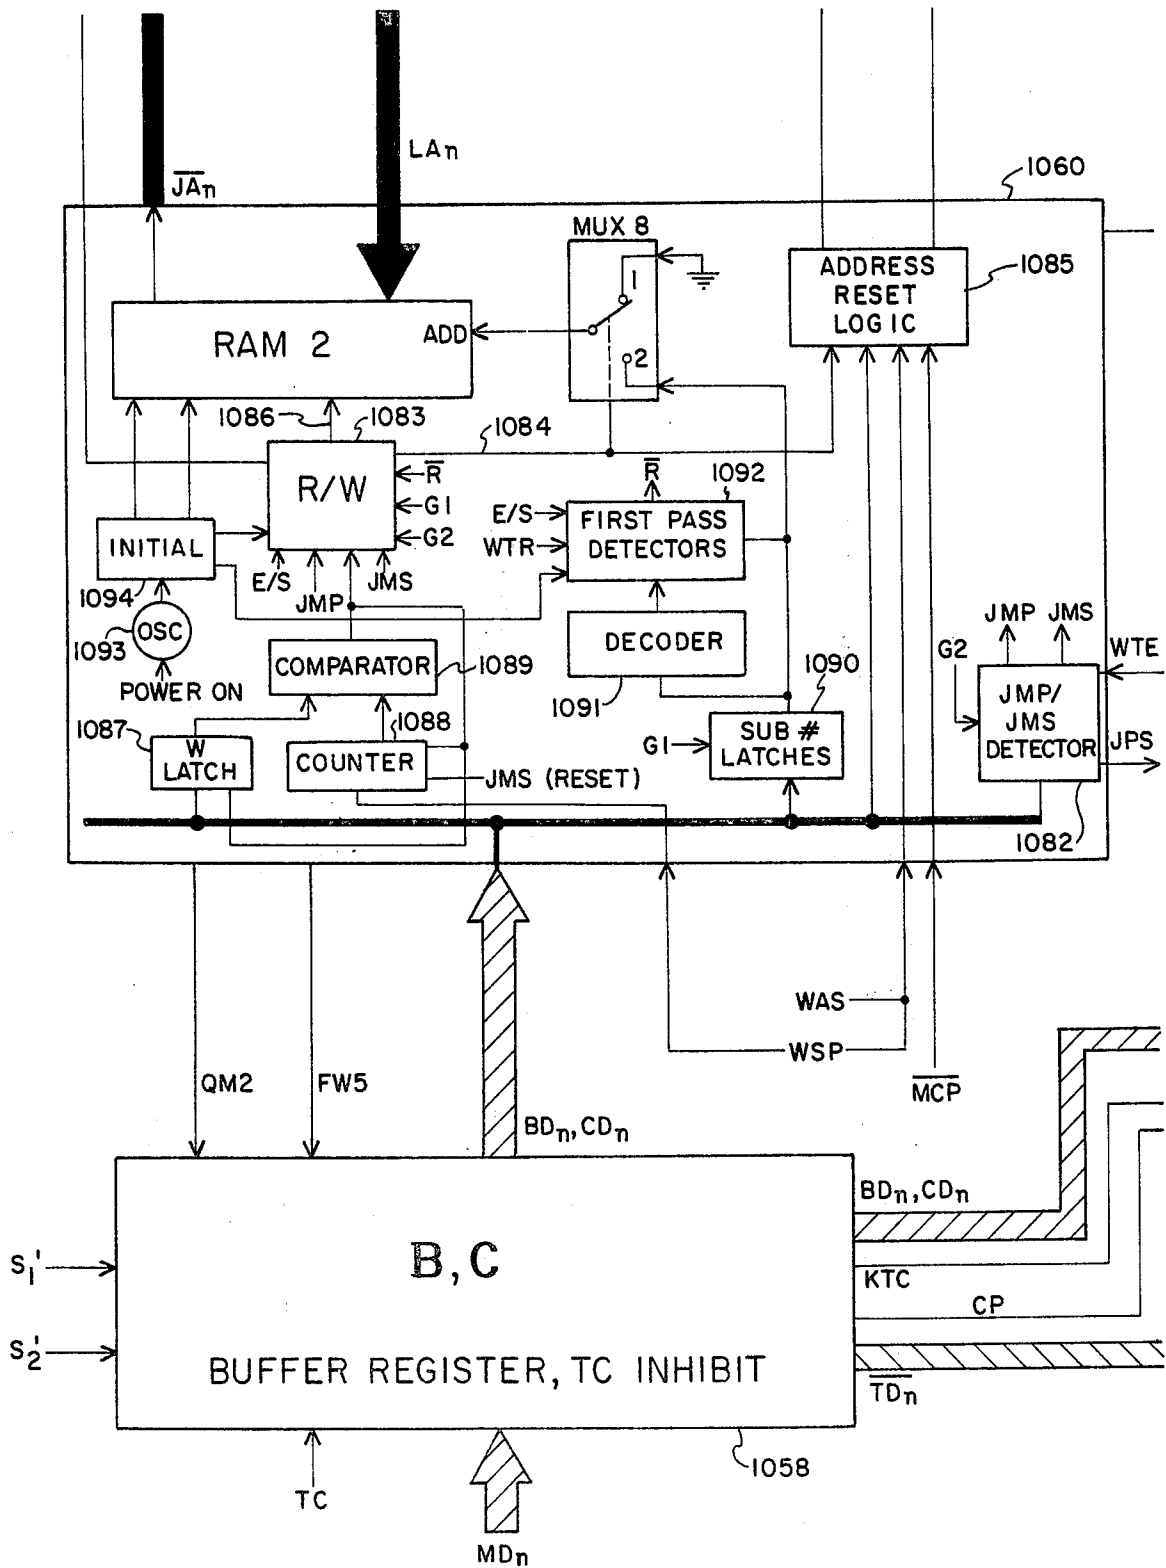 LAn
J̅A̅n
1060
MUX 8
1
2
ADDRESS
RESET
LOGIC
1085
RAM 2
ADD
1086
1083
1084
R/W
R̅
G1
G2
R̅
1092
E/S
WTR
FIRST PASS
DETECTORS
INITIAL
1094
E/S
JMP
JMS
OSC
1093
POWER ON
COMPARATOR
1089
DECODER
1091
1090
JMP
JMS
G2
WTE
JMP/
JMS
DETECTOR
JPS
1082
1087
W
LATCH
1088
COUNTER
JMS (RESET)
G1
SUB #
LATCHES
WAS
WSP
M̅C̅P̅
QM2
FW5
BDn, CDn
BDn, CDn
B, C
S1'
KTC
CP
S2'
BUFFER REGISTER, TC INHIBIT
T̅D̅n
1058
TC
MDn